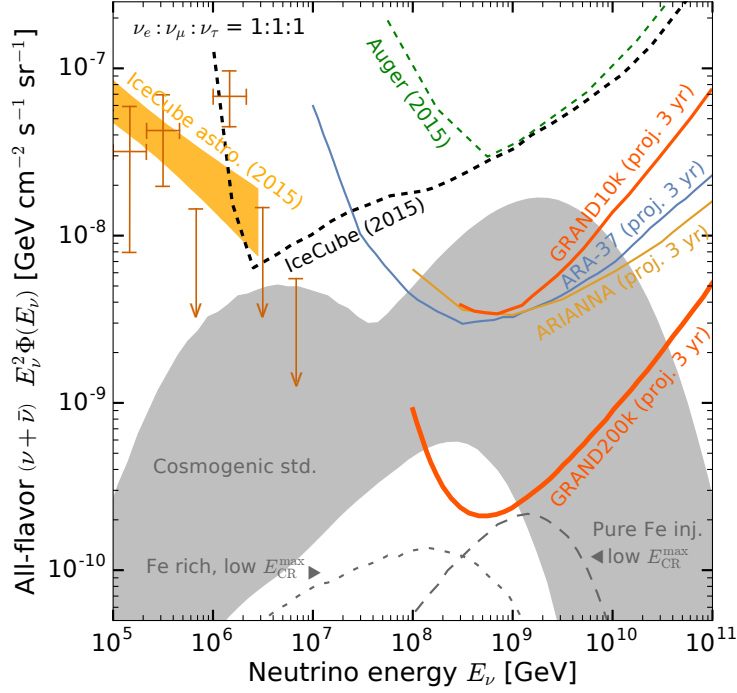 νe : νμ : ντ = 1:1:1
IceCube astro. (2015)
Auger (2015)
IceCube (2015)
GRAND10k (proj. 3 yr)
ARA-37 (proj. 3 yr)
ARIANNA (proj. 3 yr)
GRAND200k (proj. 3 yr)
Cosmogenic std.
Fe rich, low E_CR^max ▶
Pure Fe inj.
◀ low E_CR^max
10^-7
10^-8
10^-9
10^-10
All-flavor (ν + ν̄) E_ν^2 Φ(E_ν) [GeV cm^-2 s^-1 sr^-1]
10^5 10^6 10^7 10^8 10^9 10^10 10^11
Neutrino energy E_ν [GeV]